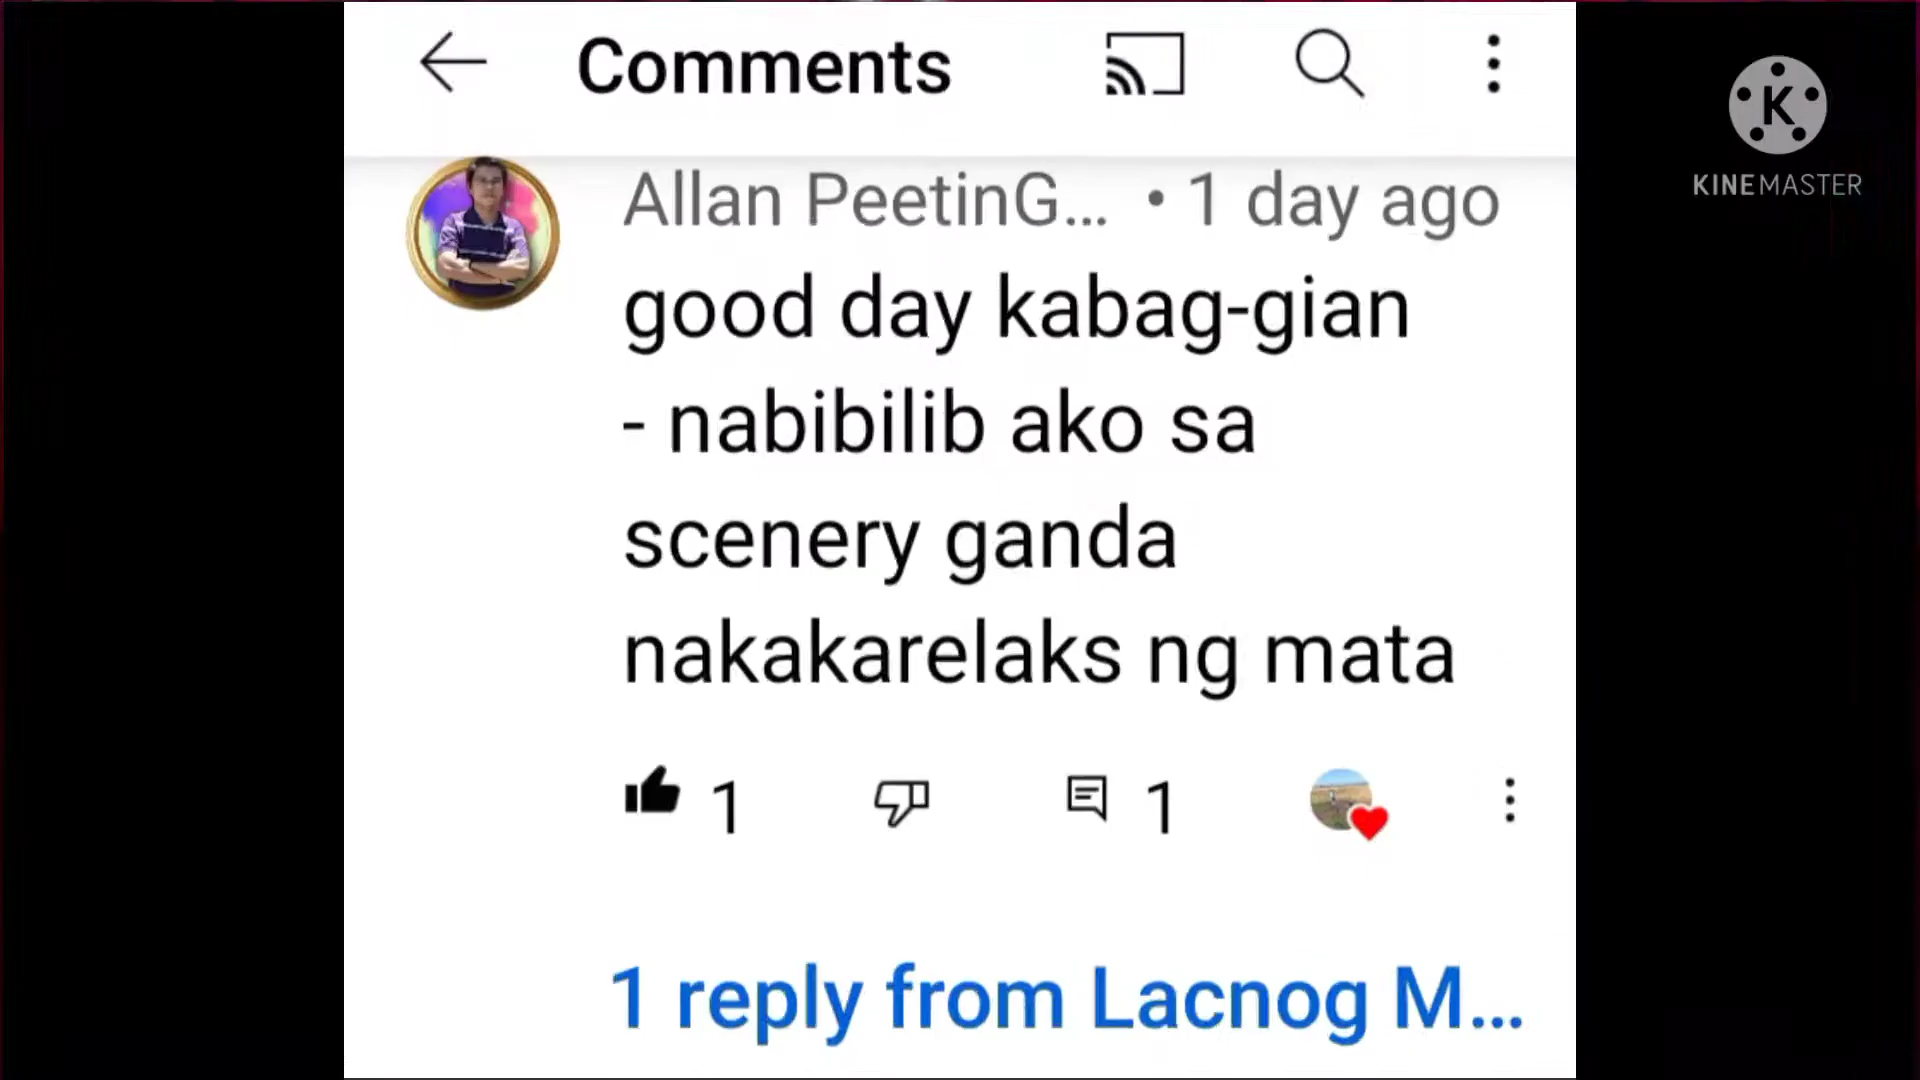 Comments
Allan PeetinG... • 1 day ago
good day kabag-gian
- nabibilib ako sa
scenery ganda
nakakarelaks ng mata
1 1
1 reply from Lacnog M...
K
KINEMASTER